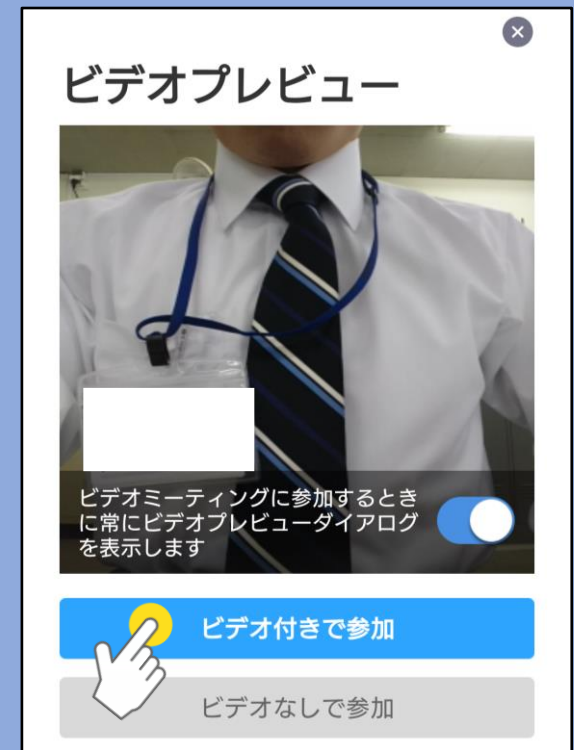 ビデオプレビュー
ビデオミーティングに参加するとき
に常にビデオプレビューダイアログ
を表示します
ビデオ付きで参加
ビデオなしで参加